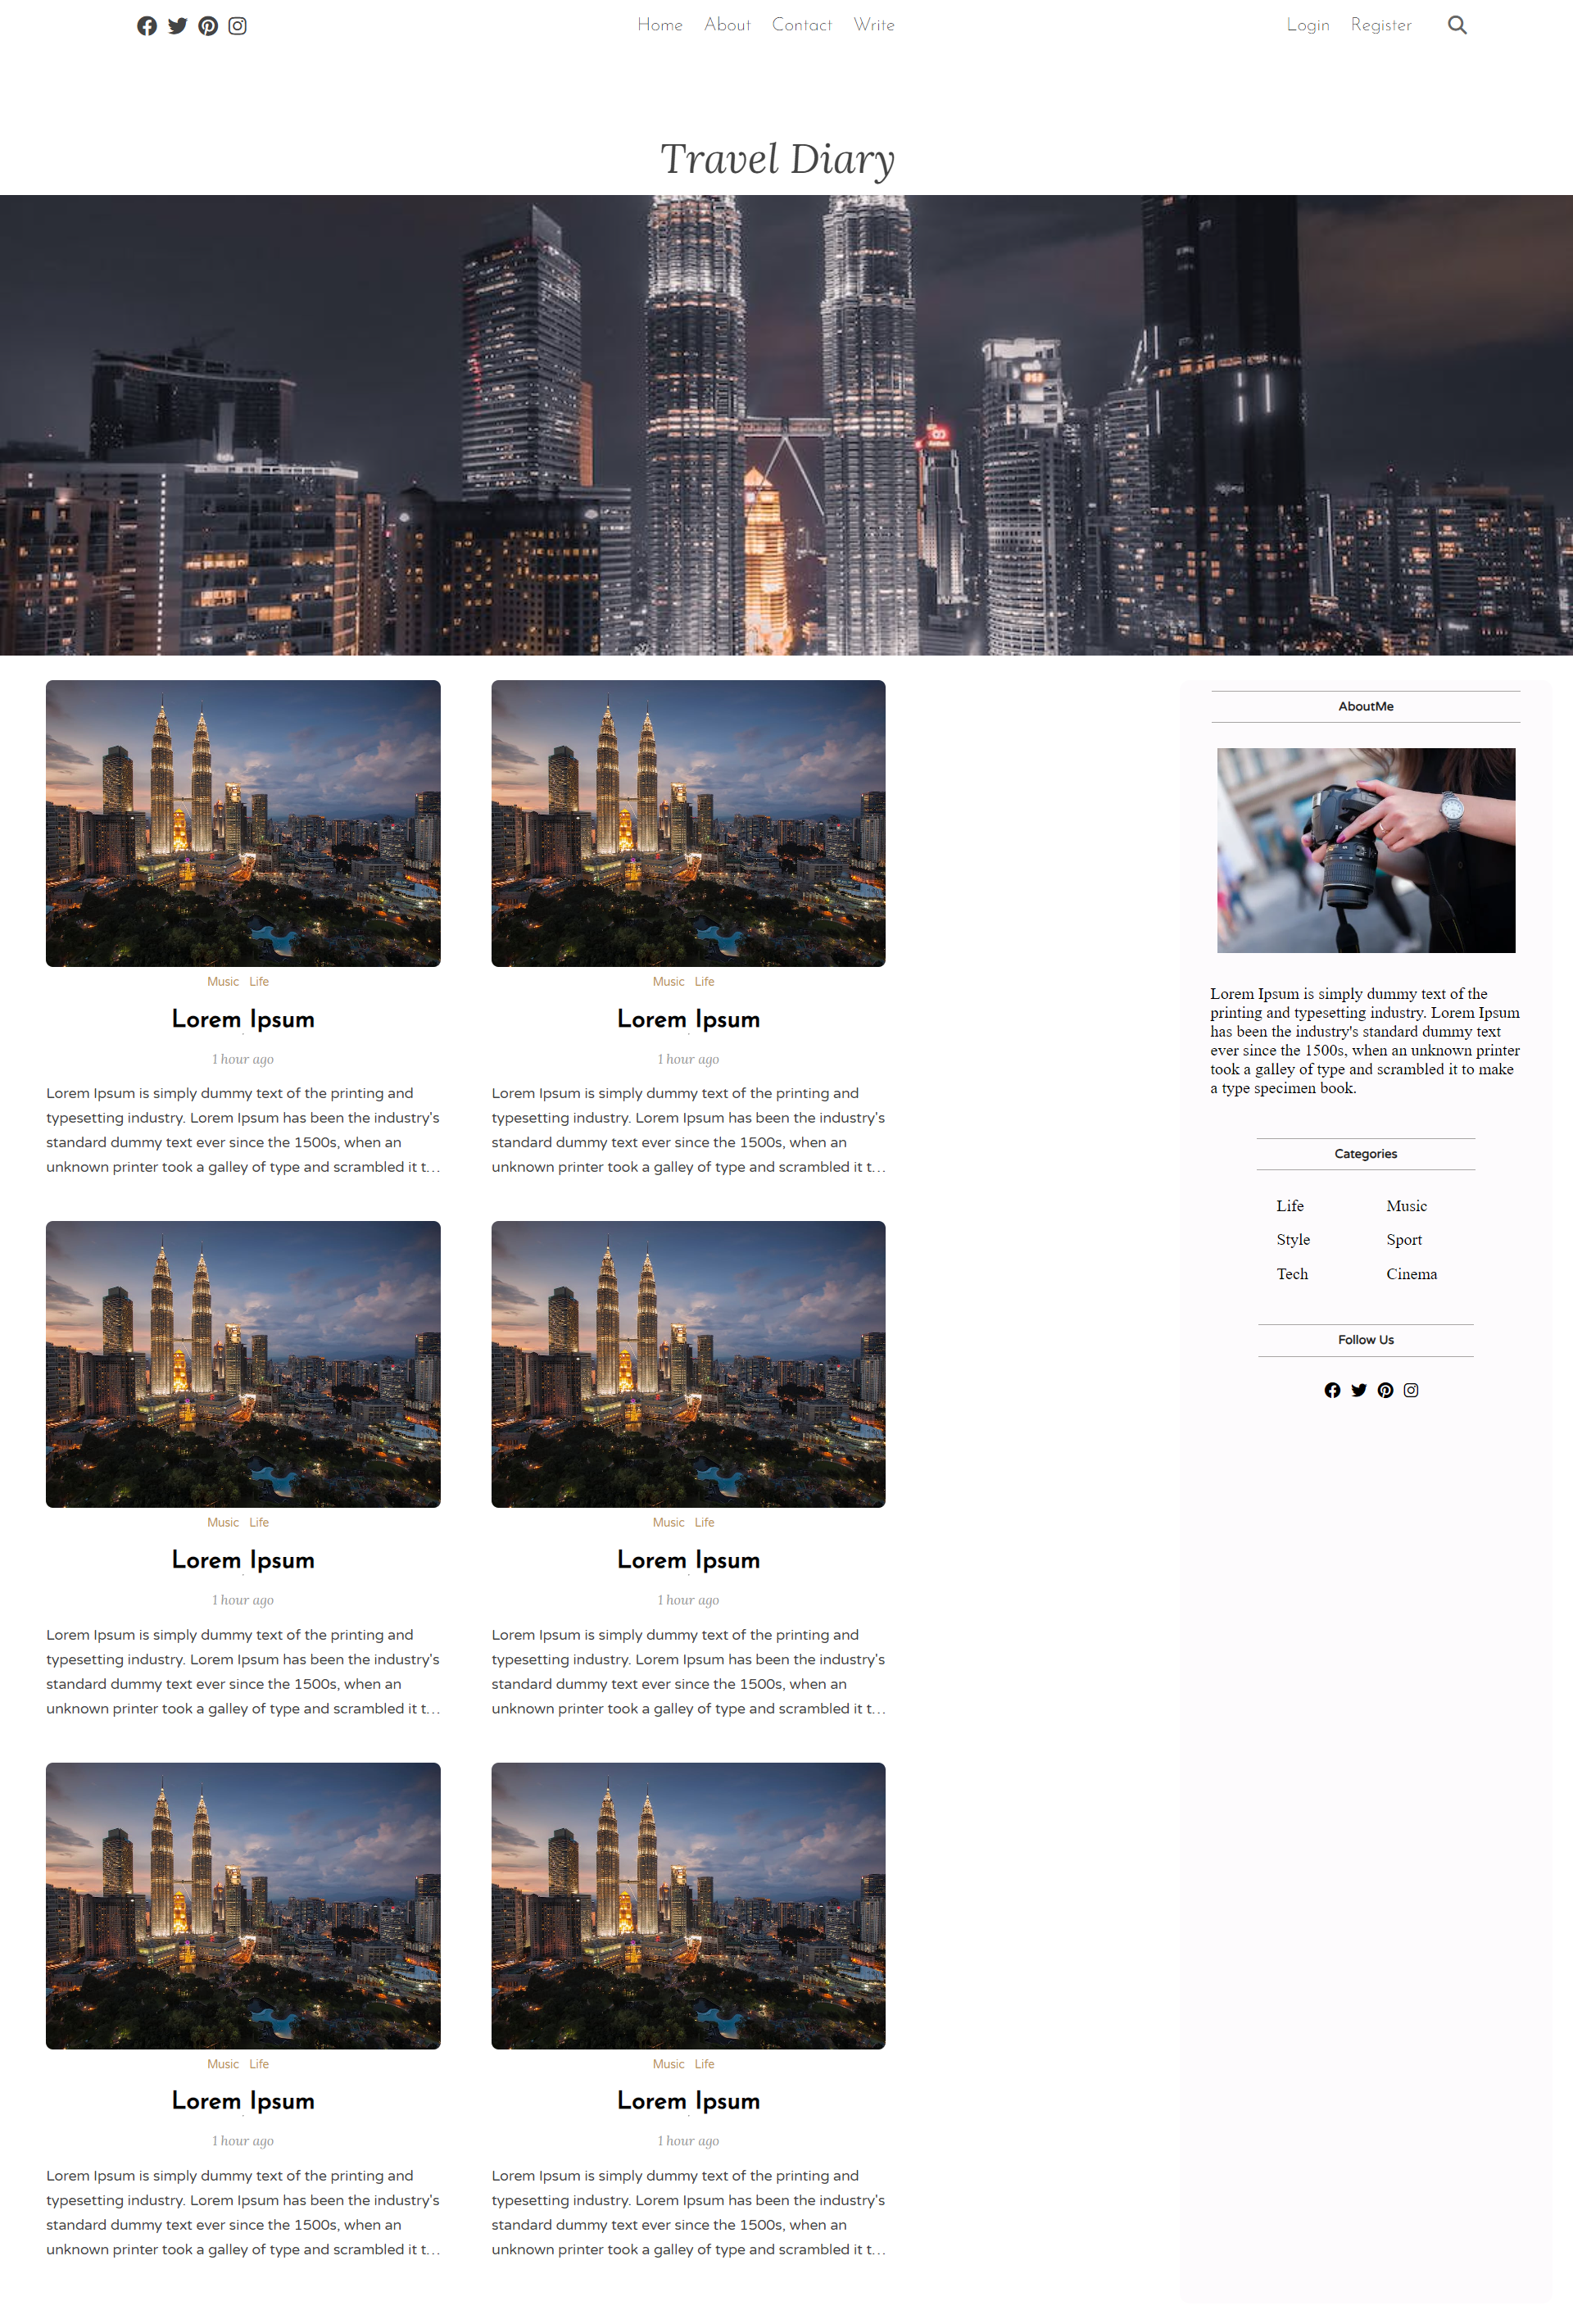 Home About Contact Write
Login Register
Travel Diary
Music Life
Lorem Ipsum
1 hour ago
Lorem Ipsum is simply dummy text of the printing and
typesetting industry. Lorem Ipsum has been the industry's
standard dummy text ever since the 1500s, when an
unknown printer took a galley of type and scrambled it t...
Music Life
Lorem Ipsum
1 hour ago
Lorem Ipsum is simply dummy text of the printing and
typesetting industry. Lorem Ipsum has been the industry's
standard dummy text ever since the 1500s, when an
unknown printer took a galley of type and scrambled it t...
Music Life
Lorem Ipsum
1 hour ago
Lorem Ipsum is simply dummy text of the printing and
typesetting industry. Lorem Ipsum has been the industry's
standard dummy text ever since the 1500s, when an
unknown printer took a galley of type and scrambled it t...
Music Life
Lorem Ipsum
1 hour ago
Lorem Ipsum is simply dummy text of the printing and
typesetting industry. Lorem Ipsum has been the industry's
standard dummy text ever since the 1500s, when an
unknown printer took a galley of type and scrambled it t...
Music Life
Lorem Ipsum
1 hour ago
Lorem Ipsum is simply dummy text of the printing and
typesetting industry. Lorem Ipsum has been the industry's
standard dummy text ever since the 1500s, when an
unknown printer took a galley of type and scrambled it t...
Music Life
Lorem Ipsum
1 hour ago
Lorem Ipsum is simply dummy text of the printing and
typesetting industry. Lorem Ipsum has been the industry's
standard dummy text ever since the 1500s, when an
unknown printer took a galley of type and scrambled it t...
AboutMe
Lorem Ipsum is simply dummy text of the
printing and typesetting industry. Lorem Ipsum
has been the industry's standard dummy text
ever since the 1500s, when an unknown printer
took a galley of type and scrambled it to make
a type specimen book.
Categories
Life Music
Style Sport
Tech Cinema
Follow Us